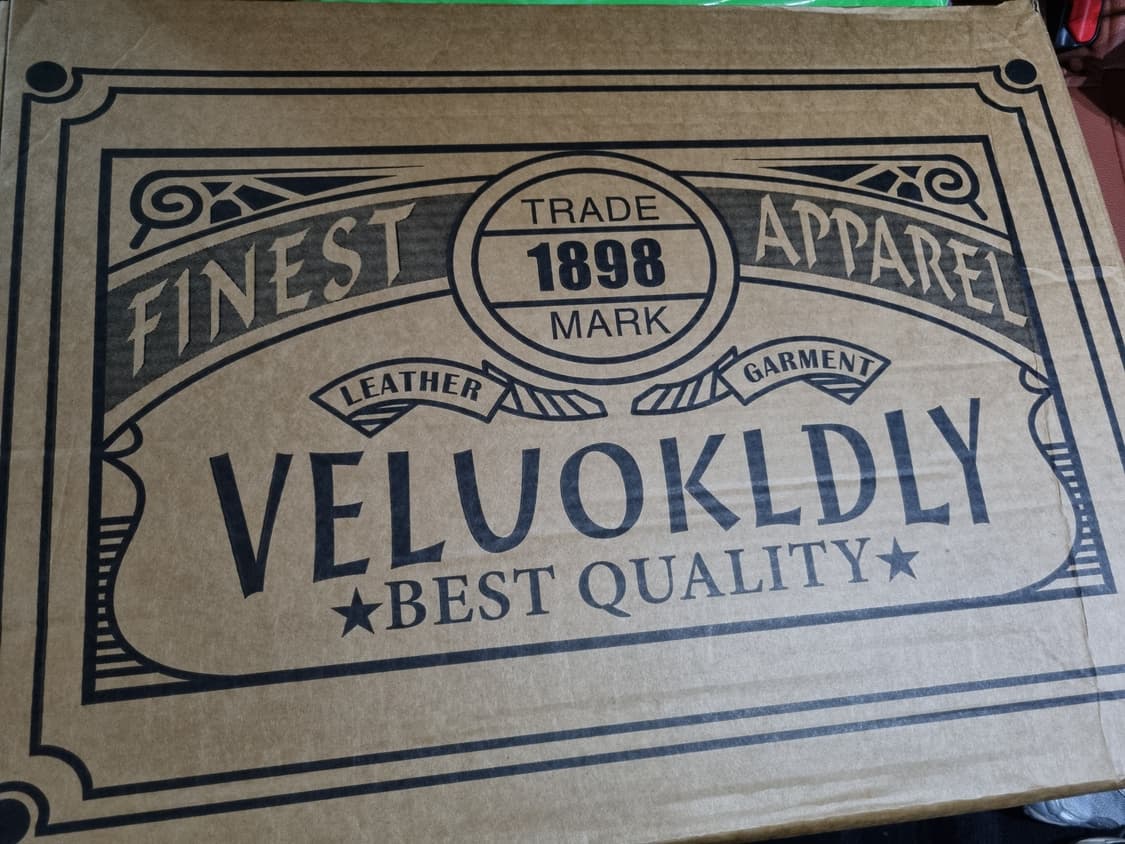 FINEST
TRADE
1898
MARK
APPAREL
LEATHER
GARMENT
VELUOKLDLY
★BEST QUALITY★